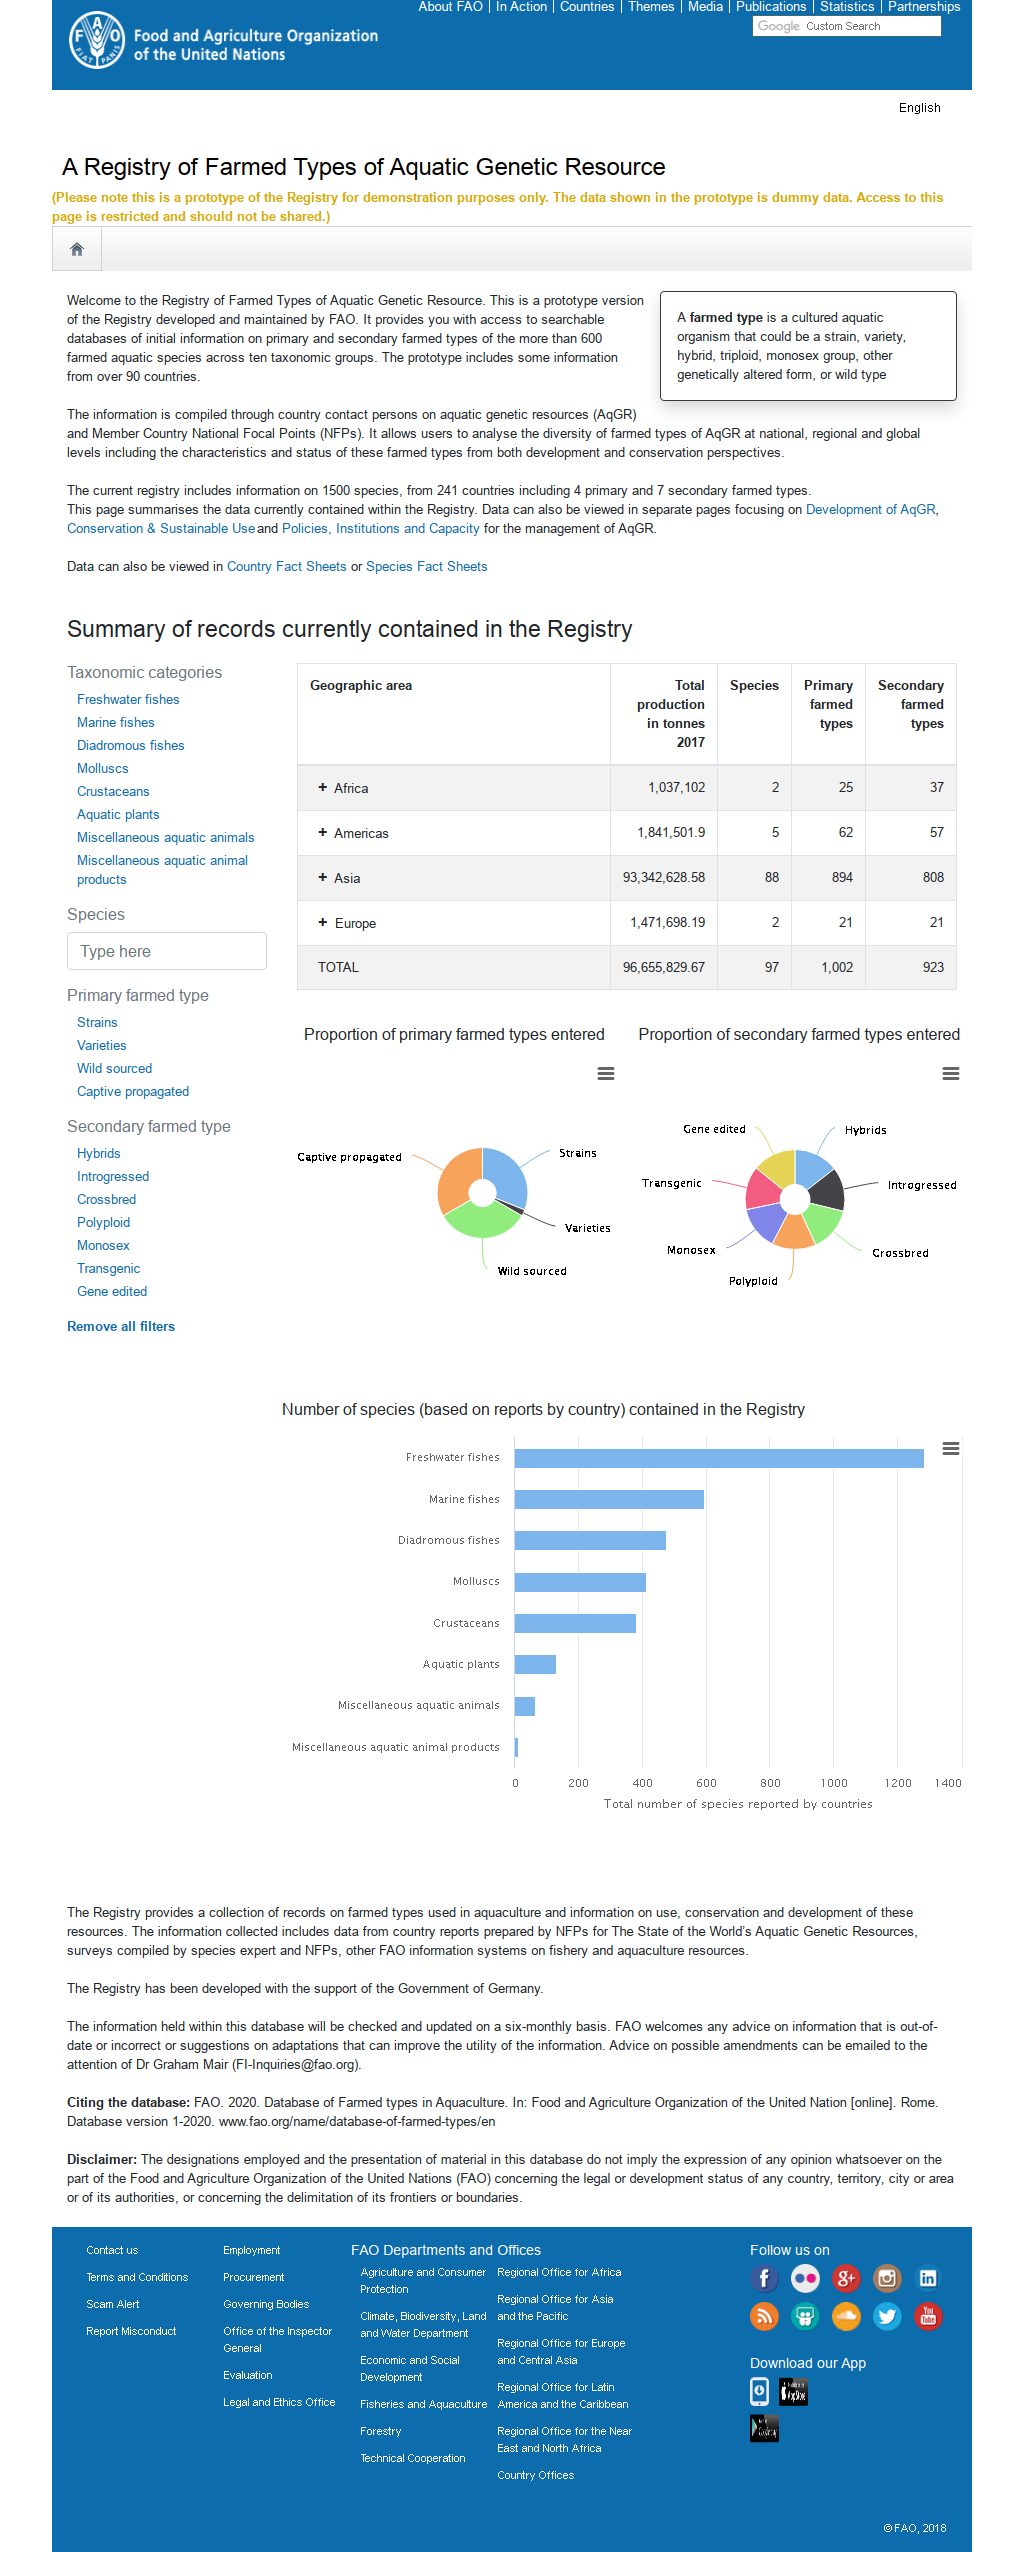 About FAO | In Action | Countries | Themes | Media | Publications | Statistics | Partnerships
Google Custom Search
FAO
FIAT PANIS
Food and Agriculture Organization
of the United Nations
English
A Registry of Farmed Types of Aquatic Genetic Resource
(Please note this is a prototype of the Registry for demonstration purposes only. The data shown in the prototype is dummy data. Access to this
page is restricted and should not be shared.)
Welcome to the Registry of Farmed Types of Aquatic Genetic Resource. This is a prototype version
of the Registry developed and maintained by FAO. It provides you with access to searchable
databases of initial information on primary and secondary farmed types of the more than 600
farmed aquatic species across ten taxonomic groups. The prototype includes some information
from over 90 countries.
A farmed type is a cultured aquatic
organism that could be a strain, variety,
hybrid, triploid, monosex group, other
genetically altered form, or wild type
The information is compiled through country contact persons on aquatic genetic resources (AqGR)
and Member Country National Focal Points (NFPs). It allows users to analyse the diversity of farmed types of AqGR at national, regional and global
levels including the characteristics and status of these farmed types from both development and conservation perspectives.
The current registry includes information on 1500 species, from 241 countries including 4 primary and 7 secondary farmed types.
This page summarises the data currently contained within the Registry. Data can also be viewed in separate pages focusing on Development of AqGR,
Conservation & Sustainable Use and Policies, Institutions and Capacity for the management of AqGR.
Data can also be viewed in Country Fact Sheets or Species Fact Sheets
Summary of records currently contained in the Registry
Taxonomic categories
Freshwater fishes
Marine fishes
Diadromous fishes
Molluscs
Crustaceans
Aquatic plants
Miscellaneous aquatic animals
Miscellaneous aquatic animal
products
Species
Type here
Primary farmed type
Strains
Varieties
Wild sourced
Captive propagated
Secondary farmed type
Hybrids
Introgressed
Crossbred
Polyploid
Monosex
Transgenic
Gene edited
Remove all filters
Geographic area | Total production in tonnes 2017 | Species | Primary farmed types | Secondary farmed types
+ Africa 1,037,102 2 25 37
+ Americas 1,841,501.9 5 62 57
+ Asia 93,342,628.58 88 894 808
+ Europe 1,471,698.19 2 21 21
TOTAL 96,655,829.67 97 1,002 923
Proportion of primary farmed types entered
Strains
Captive propagated
Varieties
Wild sourced
Proportion of secondary farmed types entered
Gene edited
Hybrids
Transgenic
Introgressed
Monosex
Crossbred
Polyploid
Number of species (based on reports by country) contained in the Registry
Freshwater fishes
Marine fishes
Diadromous fishes
Molluscs
Crustaceans
Aquatic plants
Miscellaneous aquatic animals
Miscellaneous aquatic animal products
0 200 400 600 800 1000 1200 1400
Total number of species reported by countries
The Registry provides a collection of records on farmed types used in aquaculture and information on use, conservation and development of these
resources. The information collected includes data from country reports prepared by NFPs for The State of the World's Aquatic Genetic Resources,
surveys compiled by species expert and NFPs, other FAO information systems on fishery and aquaculture resources.
The Registry has been developed with the support of the Government of Germany.
The information held within this database will be checked and updated on a six-monthly basis. FAO welcomes any advice on information that is out-of-
date or incorrect or suggestions on adaptations that can improve the utility of the information. Advice on possible amendments can be emailed to the
attention of Dr Graham Mair (FI-Inquiries@fao.org).
Citing the database: FAO. 2020. Database of Farmed types in Aquaculture. In: Food and Agriculture Organization of the United Nation [online]. Rome.
Database version 1-2020. www.fao.org/name/database-of-farmed-types/en
Disclaimer: The designations employed and the presentation of material in this database do not imply the expression of any opinion whatsoever on the
part of the Food and Agriculture Organization of the United Nations (FAO) concerning the legal or development status of any country, territory, city or area
or of its authorities, or concerning the delimitation of its frontiers or boundaries.
Contact us
Terms and Conditions
Scam Alert
Report Misconduct
Employment
Procurement
Governing Bodies
Office of the Inspector
General
Evaluation
Legal and Ethics Office
FAO Departments and Offices
Agriculture and Consumer
Protection
Climate, Biodiversity, Land
and Water Department
Economic and Social
Development
Fisheries and Aquaculture
Forestry
Technical Cooperation
Regional Office for Africa
Regional Office for Asia
and the Pacific
Regional Office for Europe
and Central Asia
Regional Office for Latin
America and the Caribbean
Regional Office for the Near
East and North Africa
Country Offices
Follow us on
You
Tube
Download our App
© FAO, 2018